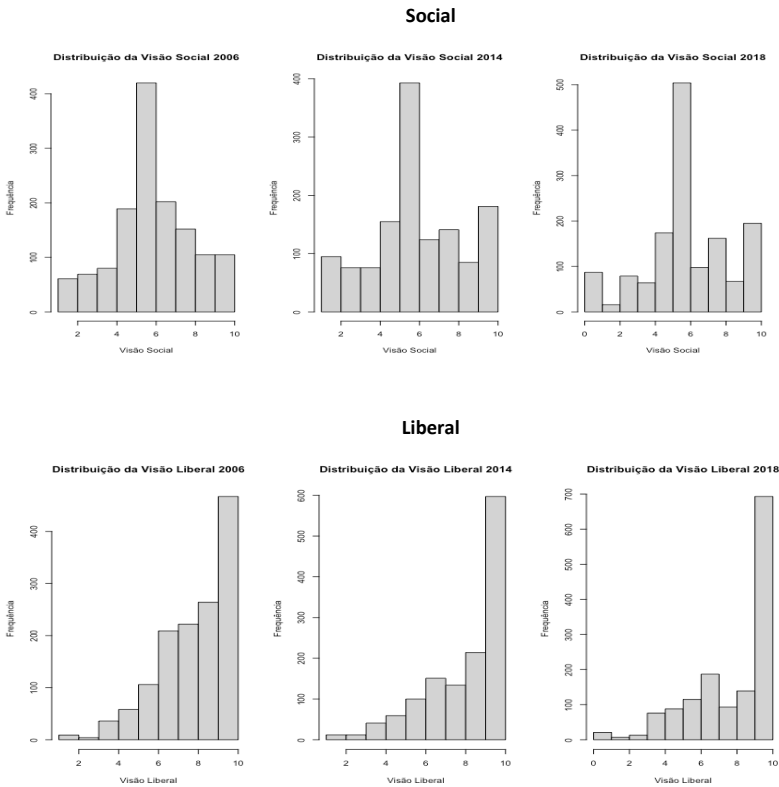 Social
Distribuição da Visão Social 2006
Frequência
0 100 200 300 400
2 4 6 8 10
Visão Social
Distribuição da Visão Social 2014
Frequência
0 100 200 300 400
2 4 6 8 10
Visão Social
Distribuição da Visão Social 2018
Frequência
0 100 200 300 400 500
0 2 4 6 8 10
Visão Social
Liberal
Distribuição da Visão Liberal 2006
Frequência
0 100 200 300 400
2 4 6 8 10
Visão Liberal
Distribuição da Visão Liberal 2014
Frequência
0 100 200 300 400 500 600
2 4 6 8 10
Visão Liberal
Distribuição da Visão Liberal 2018
Frequência
0 100 200 300 400 500 600 700
0 2 4 6 8 10
Visão Liberal